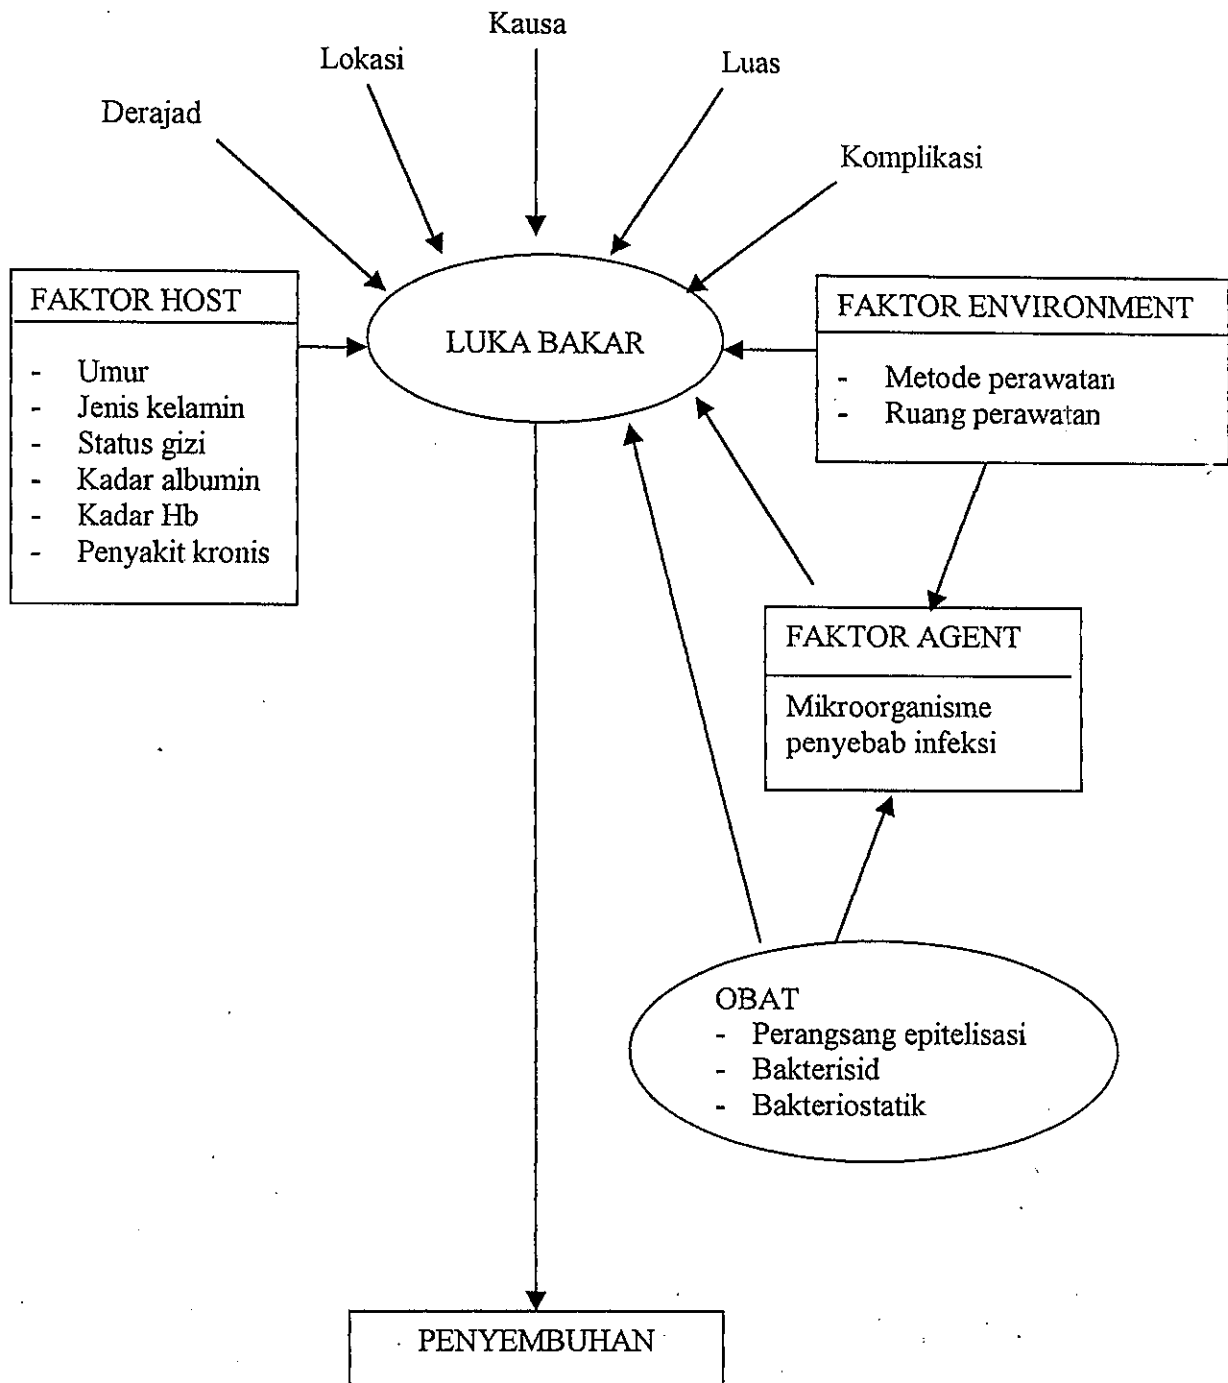 Kausa
Lokasi
Luas
Derajad
Komplikasi
FAKTOR HOST
- Umur
- Jenis kelamin
- Status gizi
- Kadar albumin
- Kadar Hb
- Penyakit kronis
LUKA BAKAR
FAKTOR ENVIRONMENT
- Metode perawatan
- Ruang perawatan
FAKTOR AGENT
Mikroorganisme
penyebab infeksi
OBAT
- Perangsang epitelisasi
- Bakterisid
- Bakteriostatik
PENYEMBUHAN